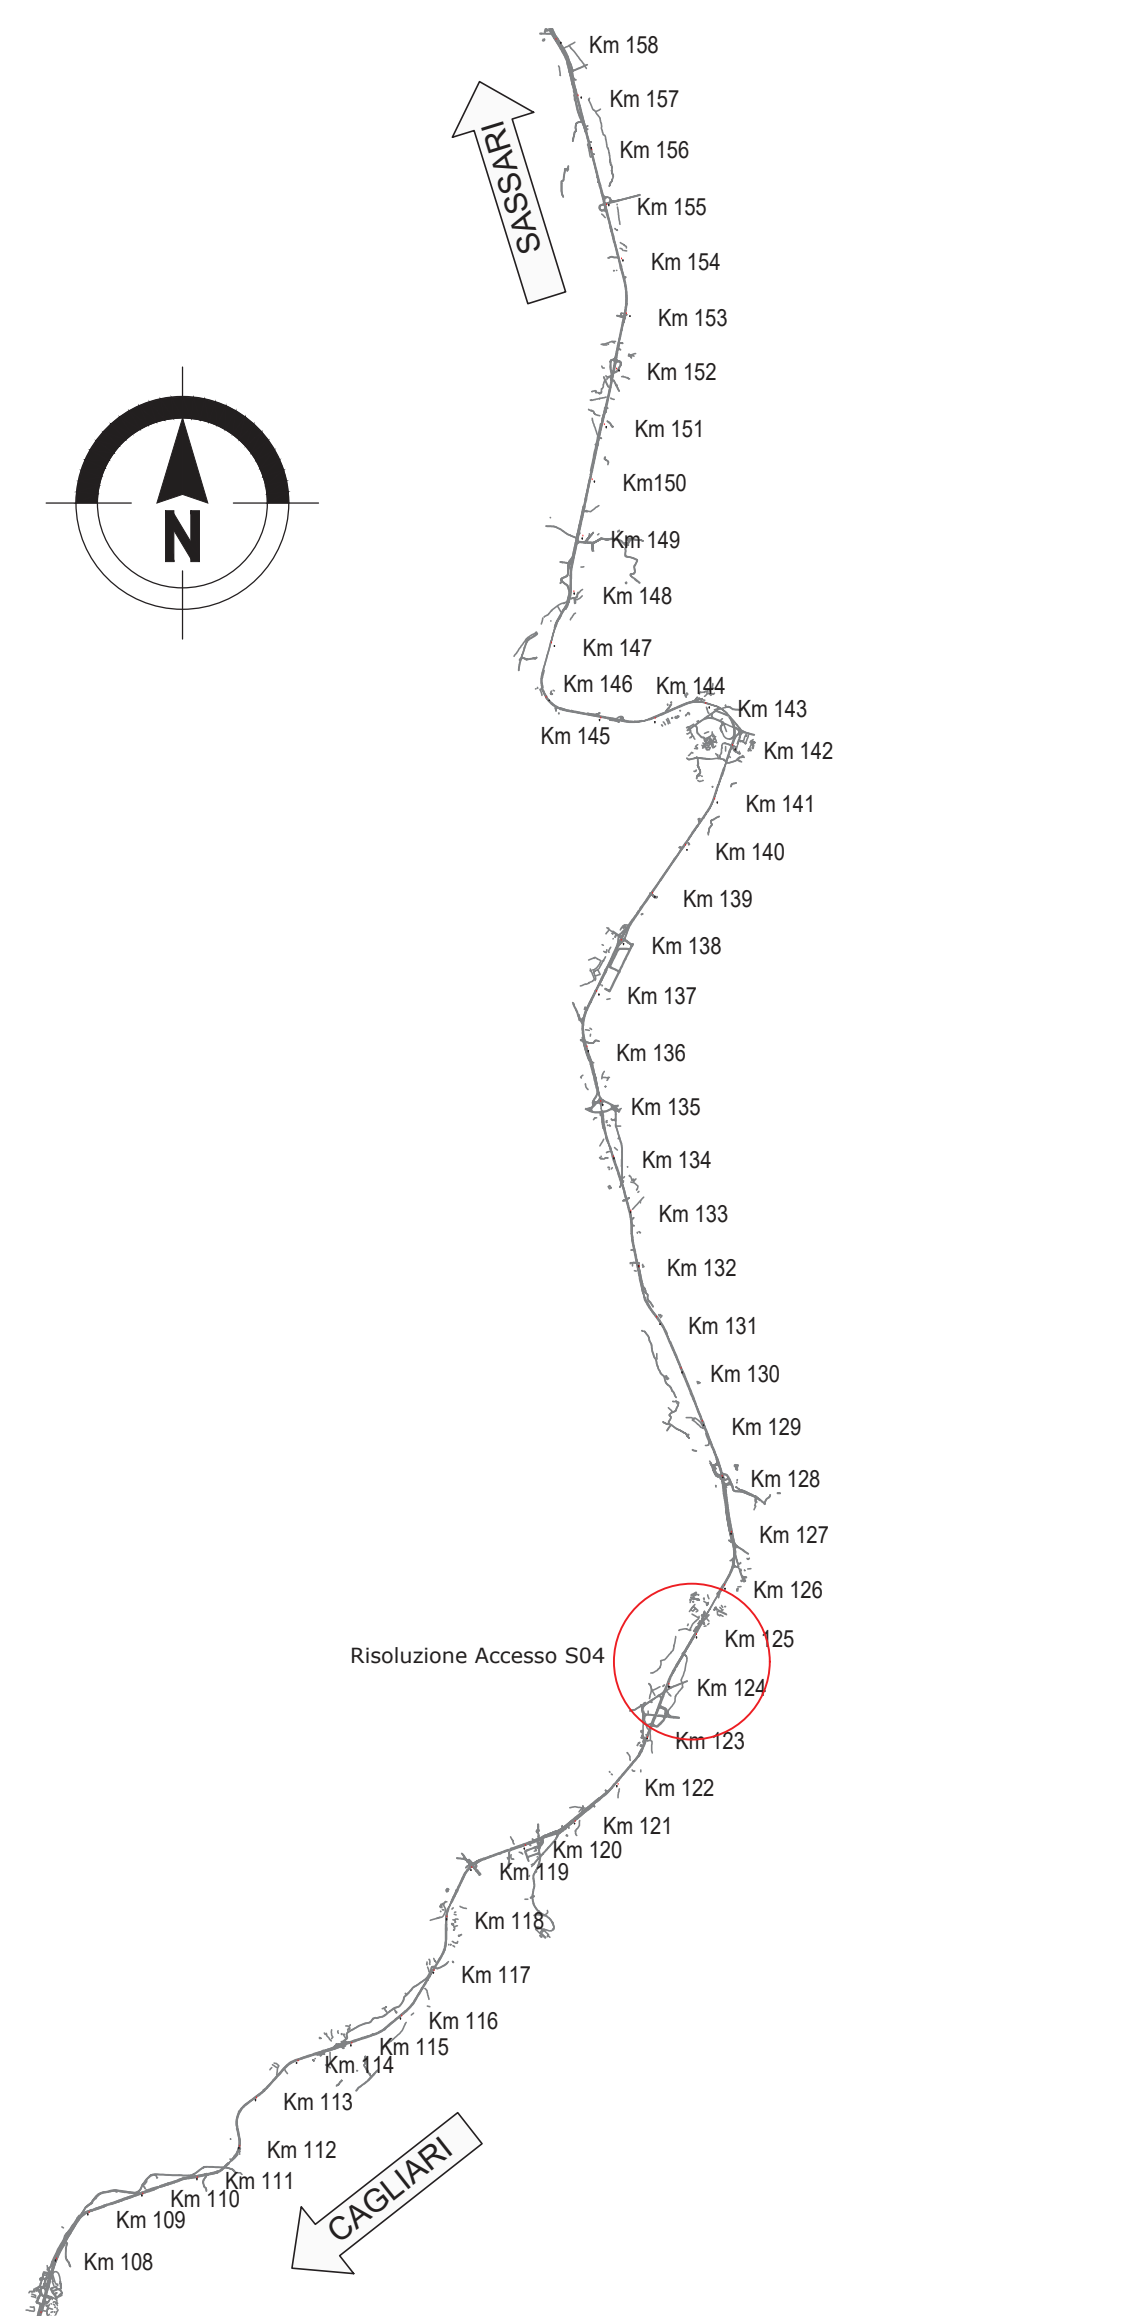 Km 158
Km 157
SASSARI
Km 156
Km 155
Km 154
Km 153
Km 152
Km 151
Km150
N
Km 149
Km 148
Km 147
Km 146
Km 144
Km 143
Km 145
Km 142
Km 141
Km 140
Km 139
Km 138
Km 137
Km 136
Km 135
Km 134
Km 133
Km 132
Km 131
Km 130
Km 129
Km 128
Km 127
Km 126
Km 125
Risoluzione Accesso S04
Km 124
Km 123
Km 122
Km 121
Km 120
Km 119
Km 118
Km 117
Km 116
Km 115
Km 114
Km 113
Km 112
CAGLIARI
Km 111
Km 110
Km 109
Km 108